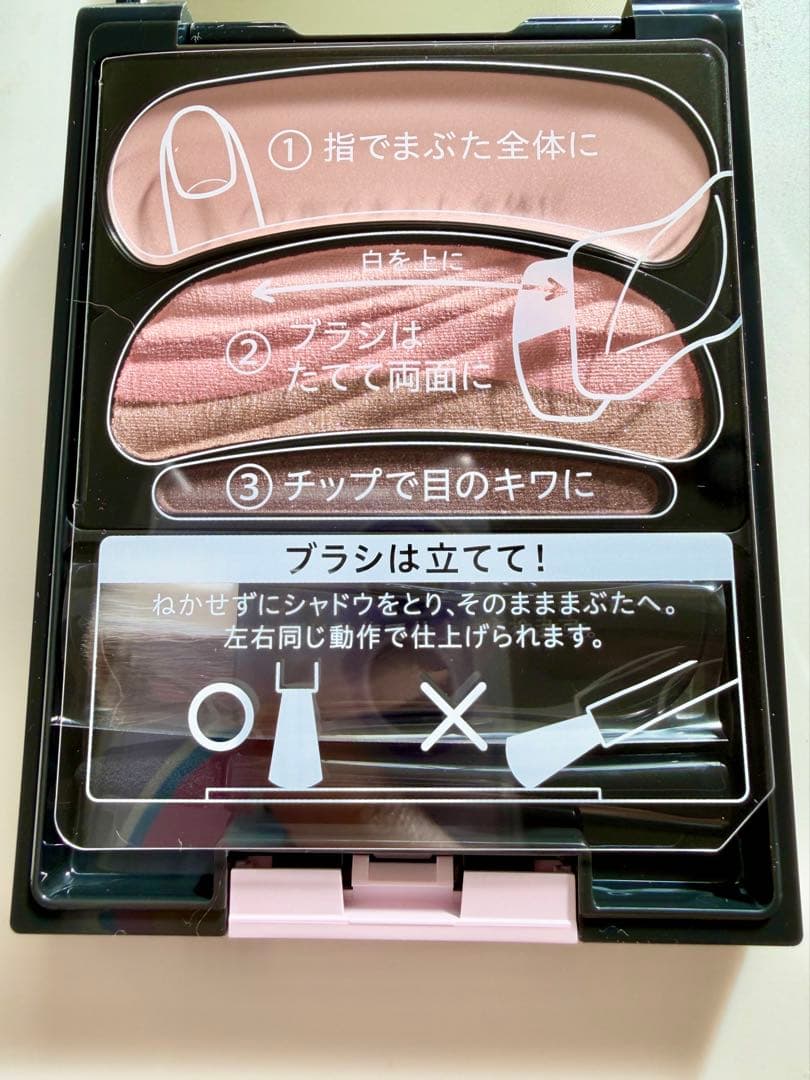 ① 指でまぶた全体に
白を上に
② ブラシは
たてて両面に
③ チップで目のキワに
ブラシは立てて!
ねかせずにシャドウをとり、そのまままぶたへ。
左右同じ動作で仕上げられます。